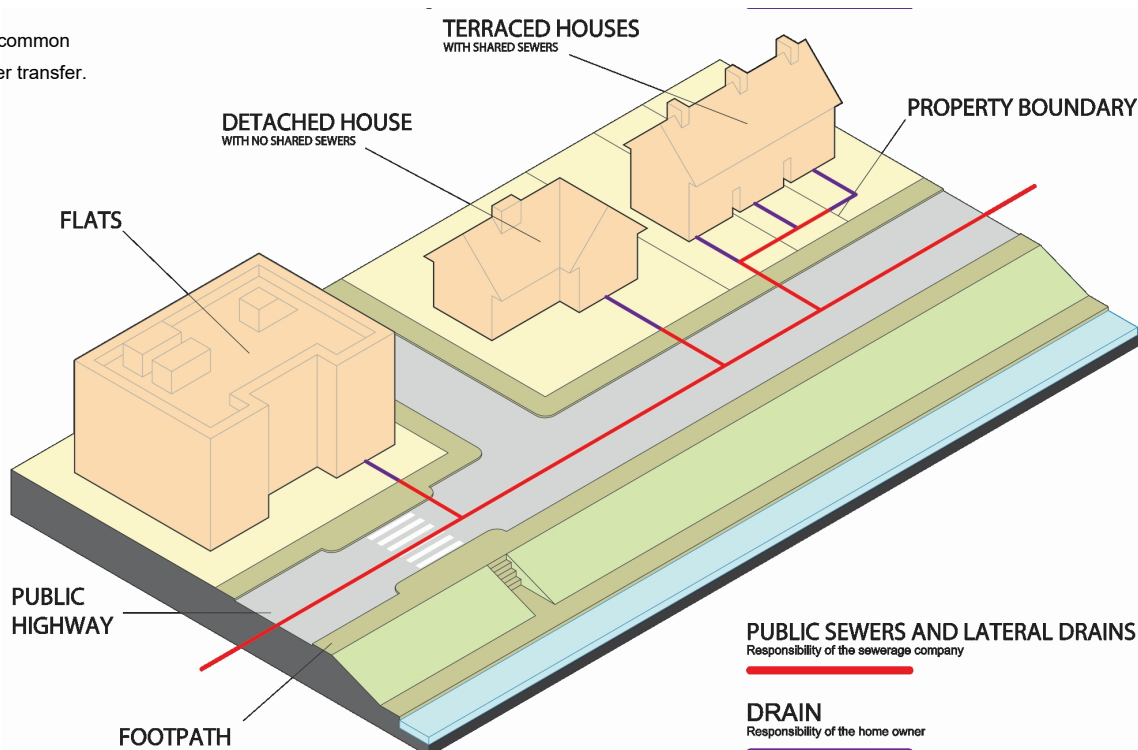 common
er transfer.
TERRACED HOUSES
WITH SHARED SEWERS
PROPERTY BOUNDARY
DETACHED HOUSE
WITH NO SHARED SEWERS
FLATS
PUBLIC
HIGHWAY
FOOTPATH
PUBLIC SEWERS AND LATERAL DRAINS
Responsibility of the sewerage company
DRAIN
Responsibility of the home owner